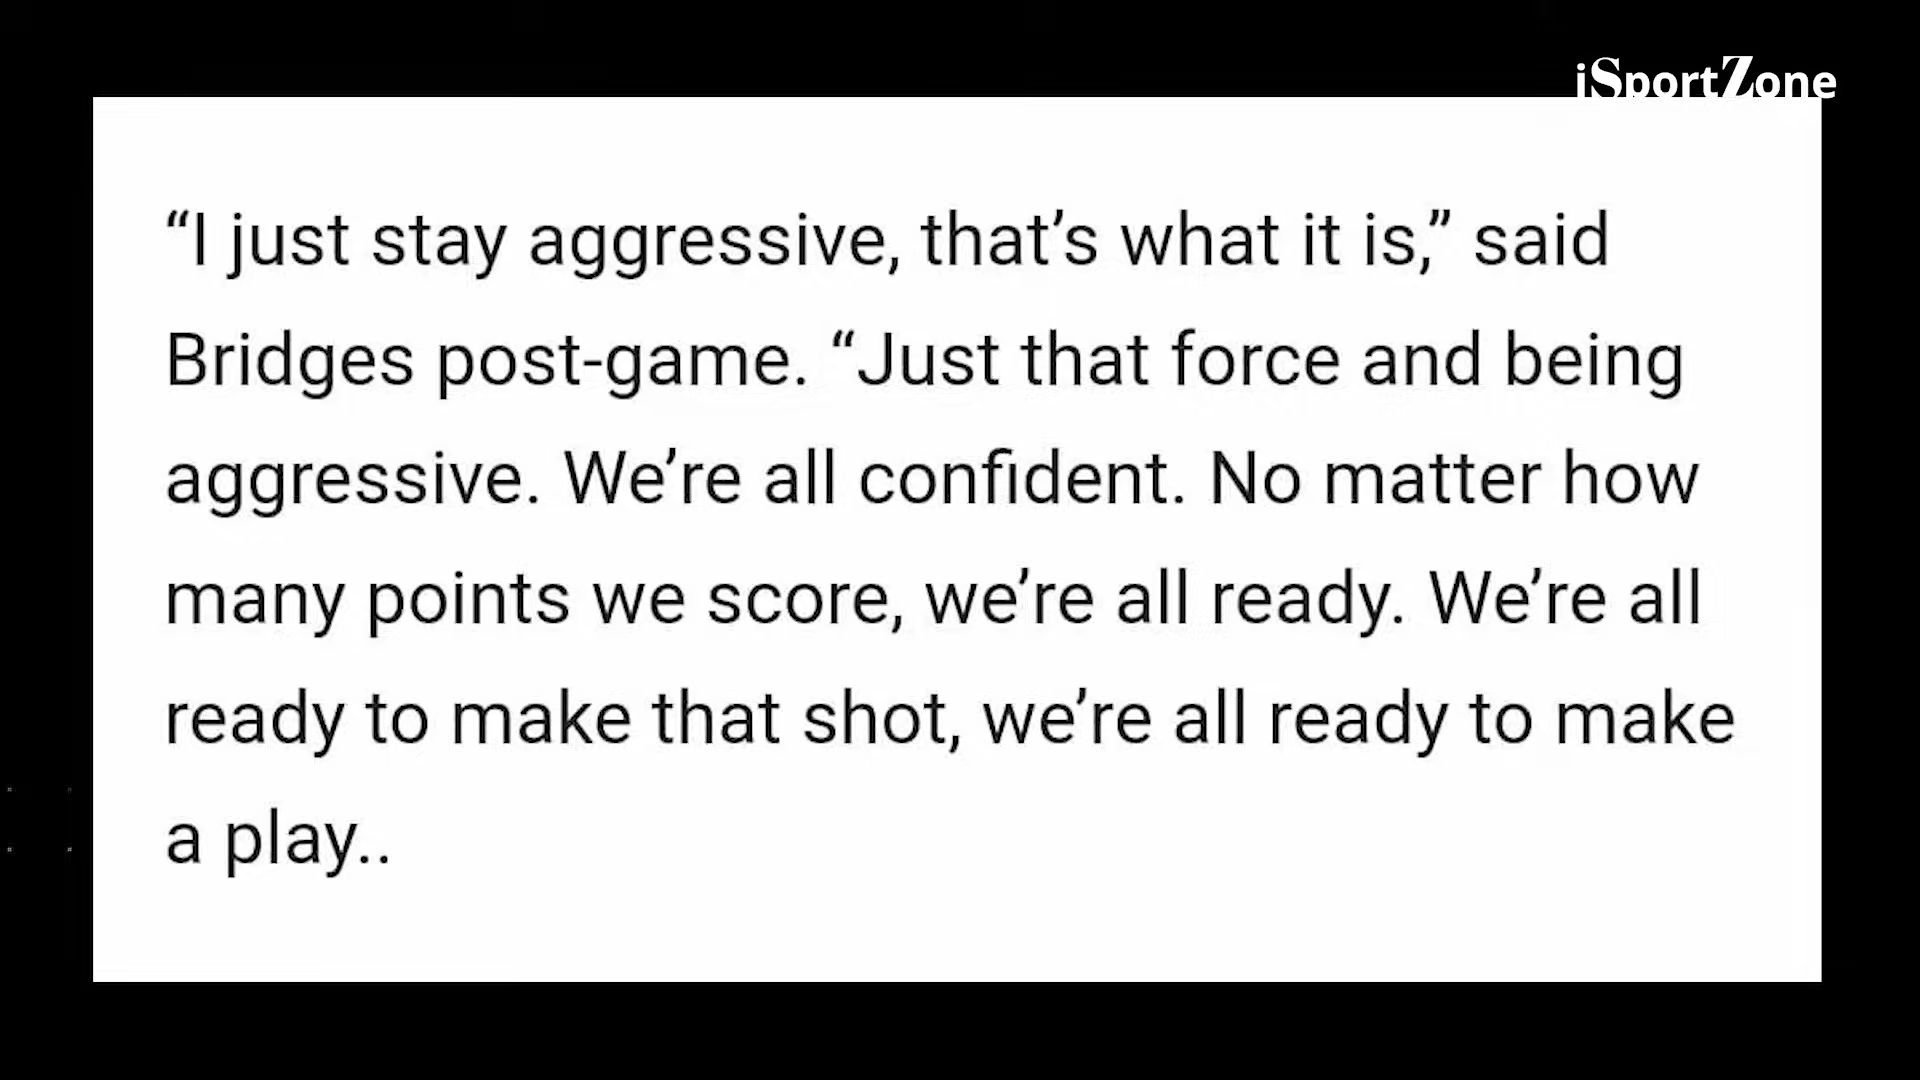 iSportZone
“I just stay aggressive, that’s what it is,” said
Bridges post-game. “Just that force and being
aggressive. We’re all confident. No matter how
many points we score, we’re all ready. We’re all
ready to make that shot, we’re all ready to make
a play..